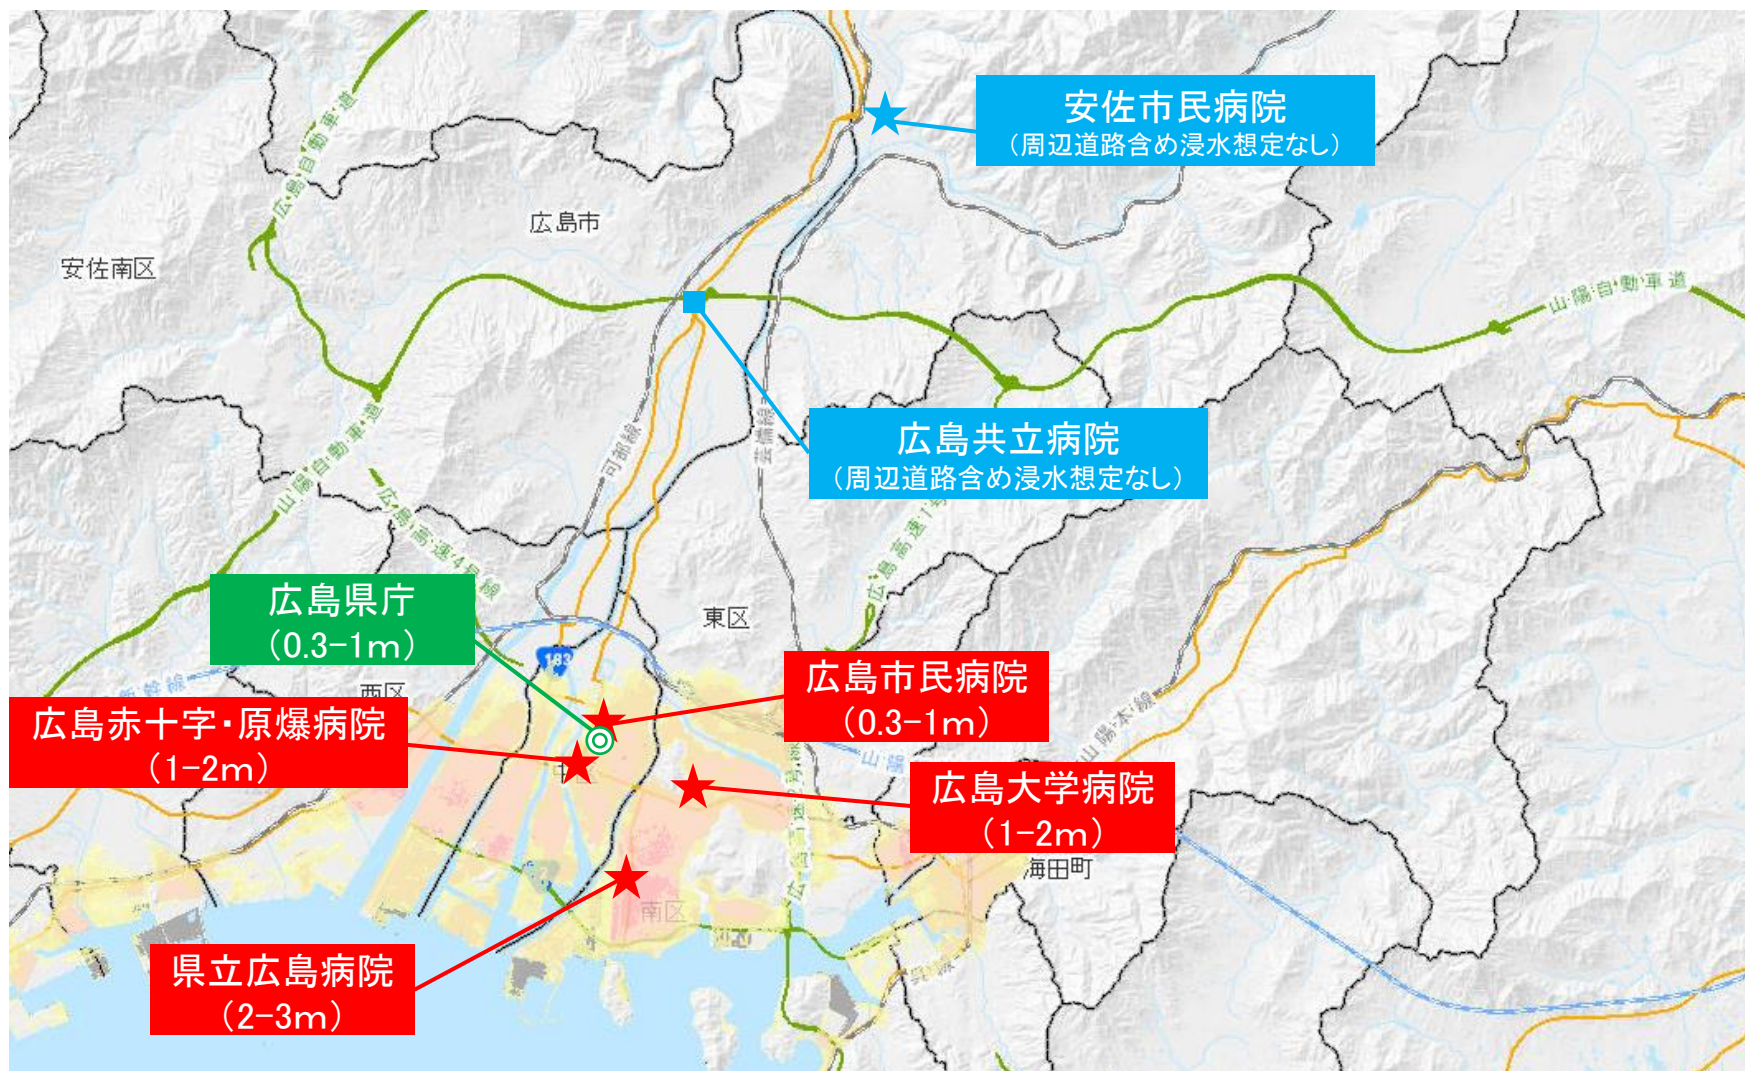 安佐市民病院
（周辺道路含め浸水想定なし）
広島自動車道
広島市
安佐南区
山陽自動車道
広島共立病院
（周辺道路含め浸水想定なし）
可部線
芸備線
山陽自動車道
広島高速4号線
広島高速1号
広島県庁
（0.3-1m）
東区
183
新幹線
西区
広島市民病院
（0.3-1m）
広島赤十字・原爆病院
（1-2m）
山陽本線
山陽
広島大学病院
（1-2m）
海田町
南区
呉線
県立広島病院
（2-3m）